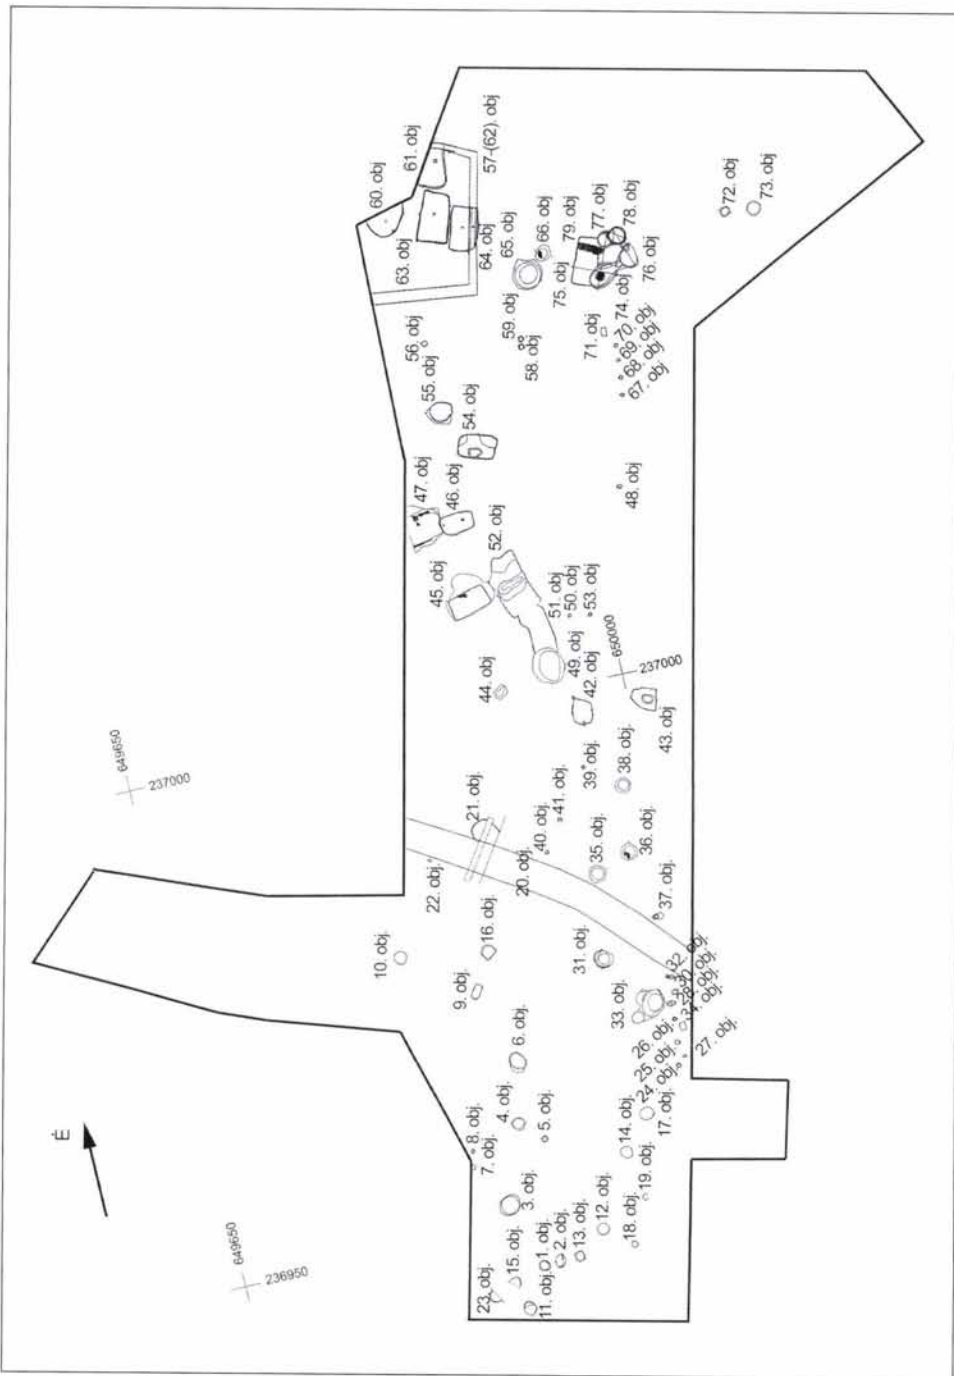 60. obj
61. obj
57-(62). obj
63. obj
64. obj
65. obj
66. obj
79. obj
77. obj
78. obj
72. obj
73. obj
59. obj
75. obj
76. obj
58. obj
74. obj
71. obj
70. obj
69. obj
68. obj
67. obj
56. obj
55. obj
54. obj
47. obj
46. obj
48. obj
52. obj
45. obj
51. obj
50. obj
53. obj
650000
237000
49. obj
42. obj
44. obj
43. obj
649650
237000
39. obj.
38. obj.
21. obj.
41. obj.
40. obj.
35. obj.
36. obj.
22. obj.
20. obj.
37. obj.
10. obj.
16. obj.
31. obj.
9. obj.
33. obj.
32. obj.
34. obj.
26. obj.
25. obj.
24. obj.
27. obj.
6. obj.
4. obj.
5. obj.
14. obj.
17. obj.
8. obj.
7. obj.
19. obj.
3. obj.
12. obj.
18. obj.
15. obj.
1. obj.
2. obj.
13. obj.
23. obj.
11. obj.
É
649650
236950